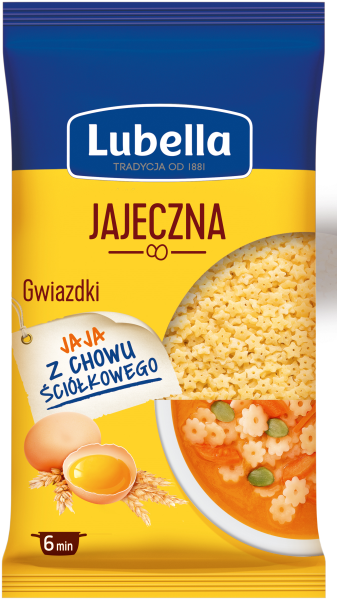 Lubella
TRADYCJA OD 1881
JAJECZNA
Gwiazdki
JAJA
Z CHOWU
ŚCIÓŁKOWEGO
6 min